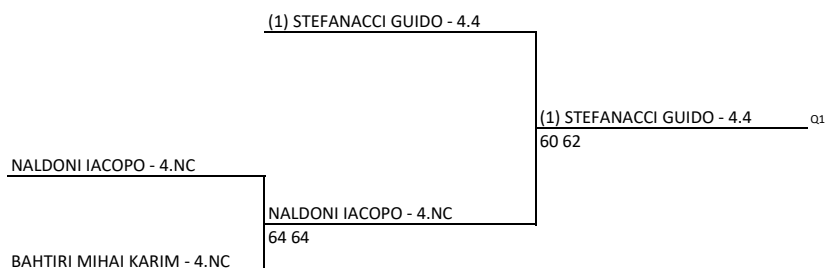 (1) STEFANACCI GUIDO - 4.4
(1) STEFANACCI GUIDO - 4.4 Q1
60 62
NALDONI IACOPO - 4.NC
NALDONI IACOPO - 4.NC
64 64
BAHTIRI MIHAI KARIM - 4.NC